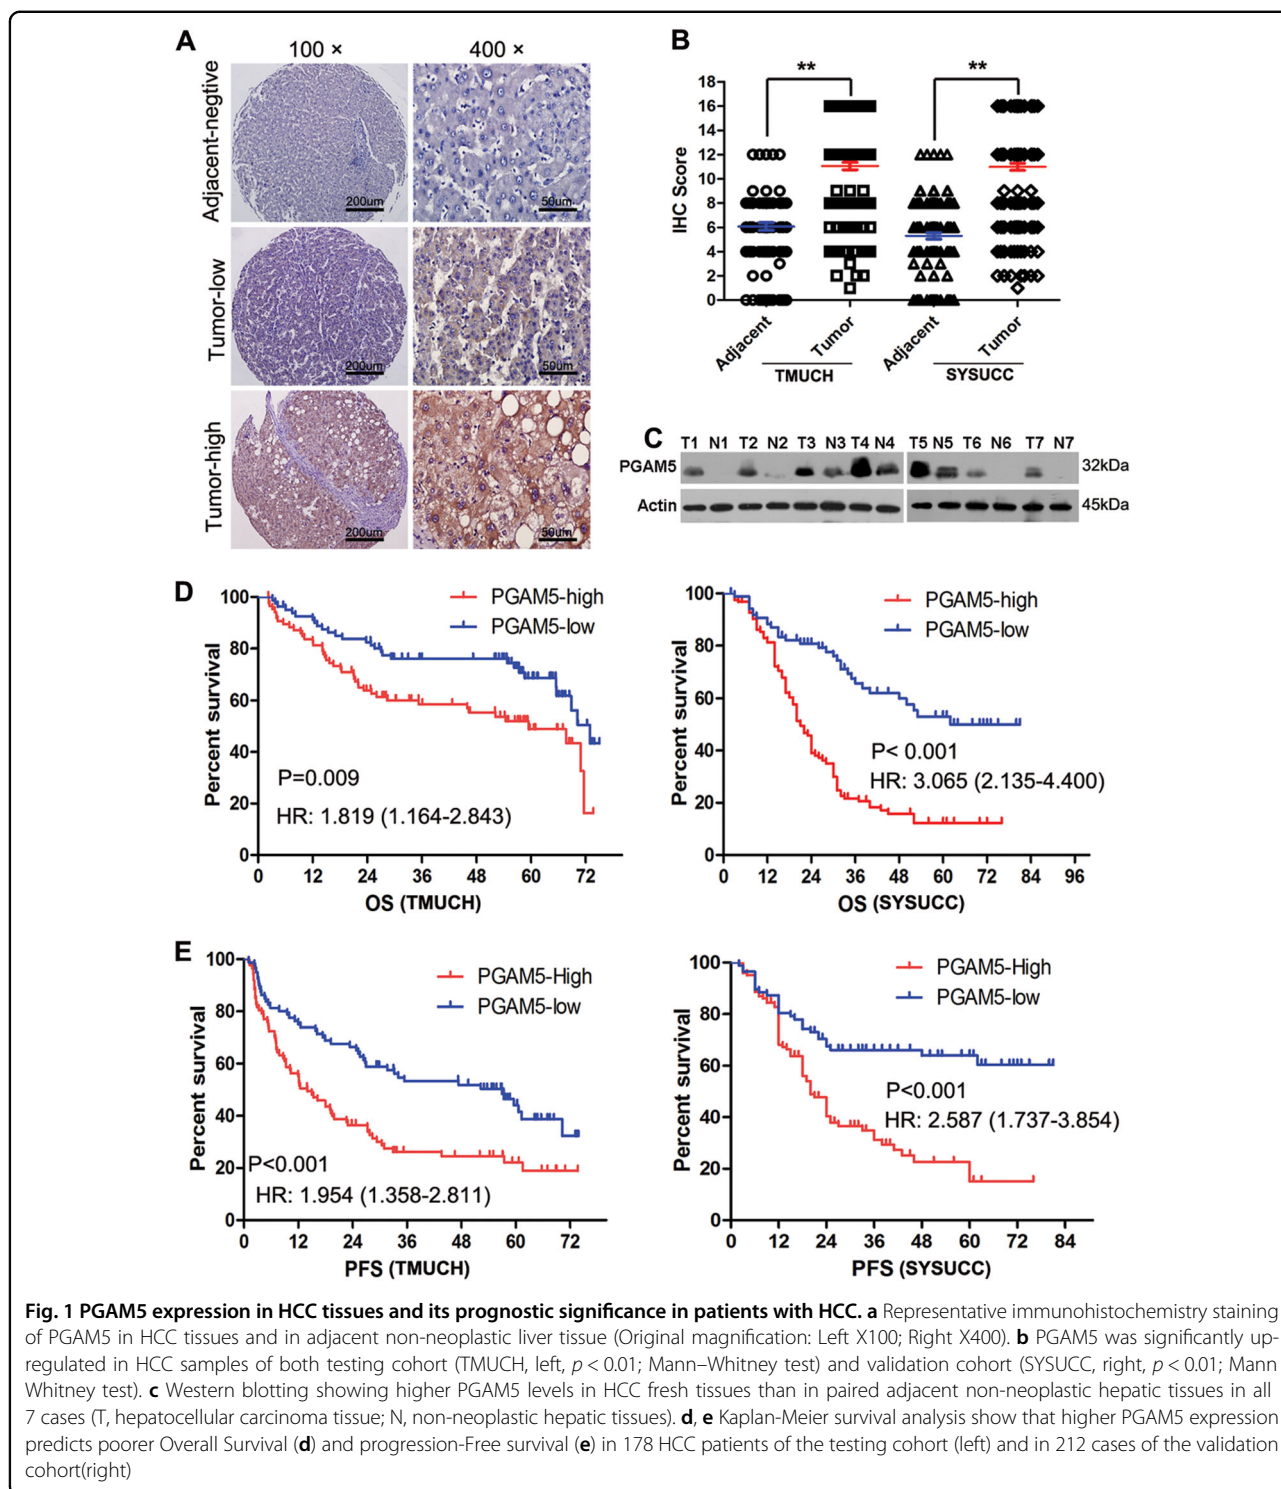 A
100 ×
400 ×
Adjacent-negtive
200um
50um
Tumor-low
200um
50um
Tumor-high
200um
50um
B
**
**
IHC Score
18
16
14
12
10
8
6
4
2
0
Adjacent
Tumor
Adjacent
Tumor
TMUCH
SYSUCC
C
T1 N1 T2 N2 T3 N3 T4 N4 T5 N5 T6 N6 T7 N7
PGAM5
32kDa
Actin
45kDa
D
PGAM5-high
PGAM5-low
Percent survival
100
80
60
40
20
0
P=0.009
HR: 1.819 (1.164-2.843)
0 12 24 36 48 60 72
OS (TMUCH)
PGAM5-high
PGAM5-low
Percent survival
100
80
60
40
20
0
P< 0.001
HR: 3.065 (2.135-4.400)
0 12 24 36 48 60 72 84 96
OS (SYSUCC)
E
PGAM5-High
PGAM5-low
Percent survival
100
80
60
40
20
0
P<0.001
HR: 1.954 (1.358-2.811)
0 12 24 36 48 60 72
PFS (TMUCH)
PGAM5-High
PGAM5-low
Percent survival
100
80
60
40
20
0
P<0.001
HR: 2.587 (1.737-3.854)
0 12 24 36 48 60 72 84
PFS (SYSUCC)
Fig. 1 PGAM5 expression in HCC tissues and its prognostic significance in patients with HCC. a Representative immunohistochemistry staining
of PGAM5 in HCC tissues and in adjacent non-neoplastic liver tissue (Original magnification: Left X100; Right X400). b PGAM5 was significantly up-
regulated in HCC samples of both testing cohort (TMUCH, left, p < 0.01; Mann–Whitney test) and validation cohort (SYSUCC, right, p < 0.01; Mann
Whitney test). c Western blotting showing higher PGAM5 levels in HCC fresh tissues than in paired adjacent non-neoplastic hepatic tissues in all
7 cases (T, hepatocellular carcinoma tissue; N, non-neoplastic hepatic tissues). d, e Kaplan-Meier survival analysis show that higher PGAM5 expression
predicts poorer Overall Survival (d) and progression-Free survival (e) in 178 HCC patients of the testing cohort (left) and in 212 cases of the validation
cohort(right)